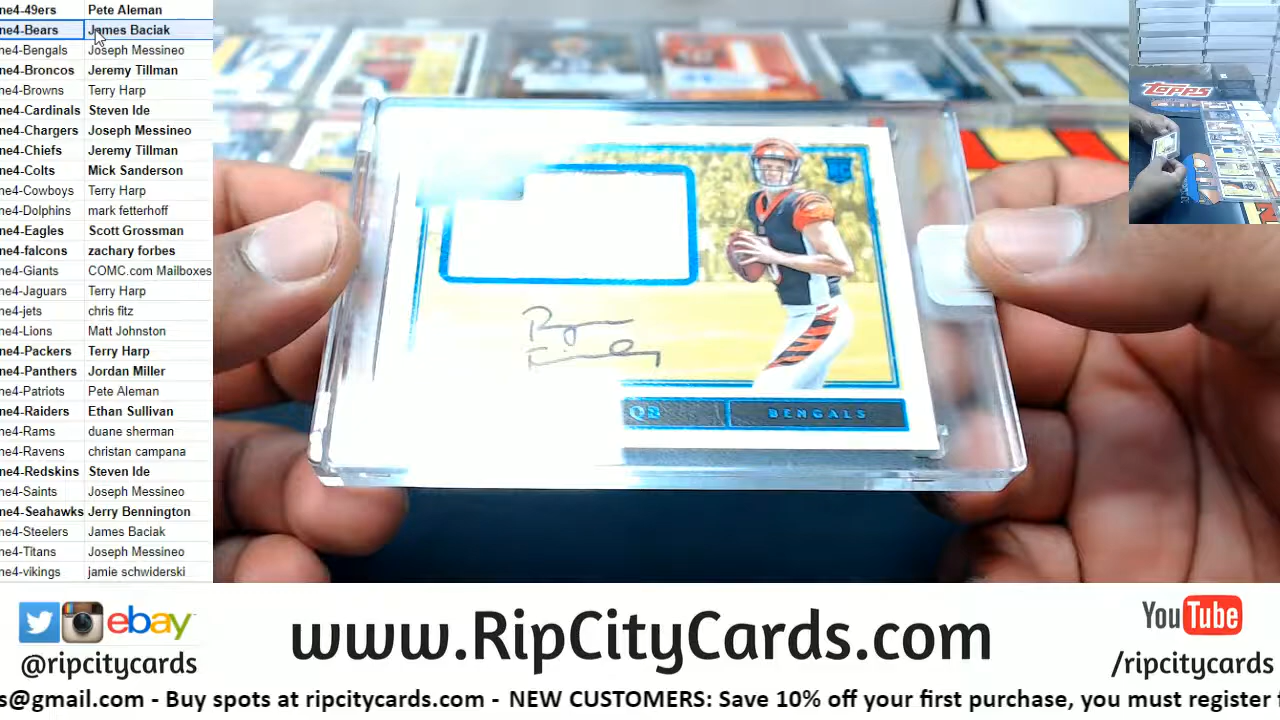 ne4-49ers Pete Aleman
ne4-Bears James Baciak
ne4-Bengals Joseph Messineo
ne4-Broncos Jeremy Tillman
ne4-Browns Terry Harp
ne4-Cardinals Steven Ide
ne4-Chargers Joseph Messineo
ne4-Chiefs Jeremy Tillman
ne4-Colts Mick Sanderson
ne4-Cowboys Terry Harp
ne4-Dolphins mark fetterhoff
ne4-Eagles Scott Grossman
ne4-falcons zachary forbes
ne4-Giants COMC.com Mailboxes
ne4-Jaguars Terry Harp
ne4-jets chris fitz
ne4-Lions Matt Johnston
ne4-Packers Terry Harp
ne4-Panthers Jordan Miller
ne4-Patriots Pete Aleman
ne4-Raiders Ethan Sullivan
ne4-Rams duane sherman
ne4-Ravens christan campana
ne4-Redskins Steven Ide
ne4-Saints Joseph Messineo
ne4-Seahawks Jerry Bennington
ne4-Steelers James Baciak
ne4-Titans Joseph Messineo
ne4-vikings jamie schwiderski
Topps
RC
QB BENGALS
ebay
@ripcitycards
www.RipCityCards.com
YouTube
/ripcitycards
s@gmail.com - Buy spots at ripcitycards.com - NEW CUSTOMERS: Save 10% off your first purchase, you must register f